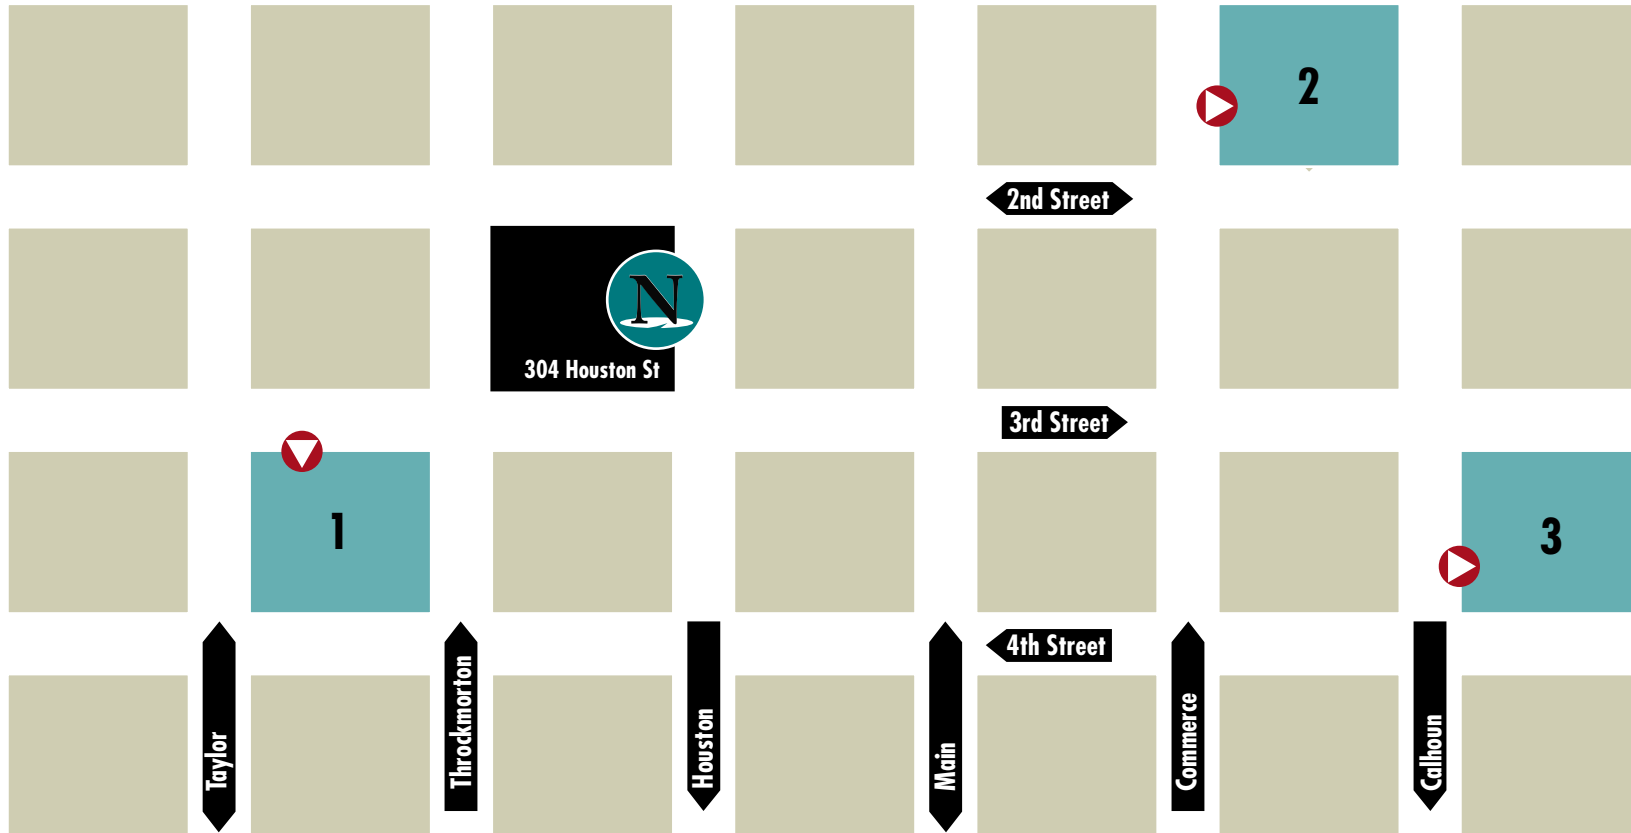 2
2nd Street
N
304 Houston St
3rd Street
1
3
4th Street
Taylor
Throckmorton
Houston
Main
Commerce
Calhoun